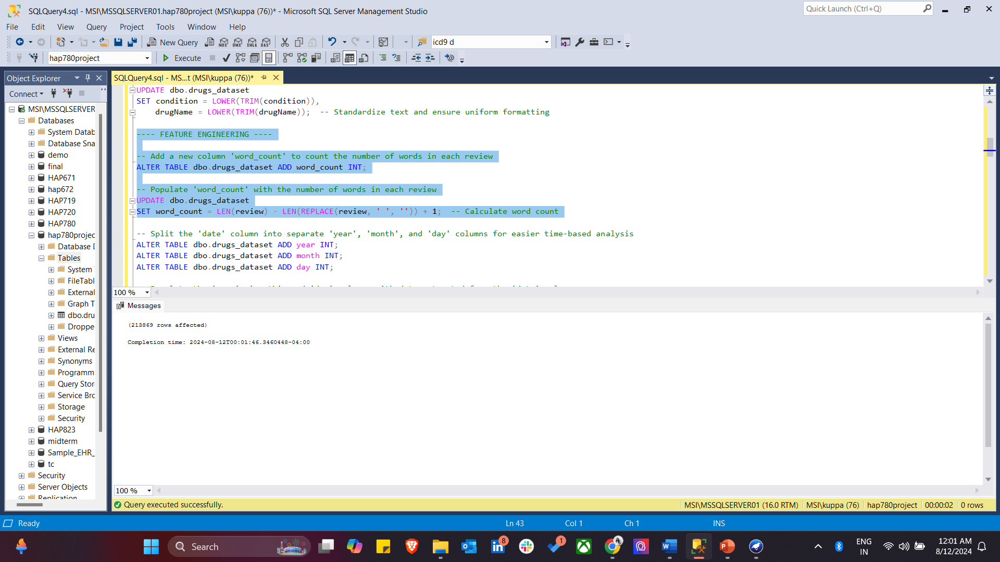 SQLQuery4.sql - MSI\MSSQLSERVER01.hap780project (MSI\kuppa (76))* - Microsoft SQL Server Management Studio
Quick Launch (Ctrl+Q)
File Edit View Query Project Tools Window Help
New Query MDX DMX XMLA DAX icd9 d
hap780project Execute
Object Explorer
SQLQuery4.sql - MS...t (MSI\kuppa (76))*
Connect
MSI\MSSQLSERVER
Databases
System Datab
Database Sna
demo
final
HAP671
hap672
HAP719
HAP720
HAP780
hap780projec
Database D
Tables
System
FileTabl
External
Graph T
dbo.dru
Droppe
Views
External Re
Synonyms
Programm
Query Stor
Service Brc
Storage
Security
HAP823
midterm
Sample_EHR_
tc
Security
Server Objects
Replication
UPDATE dbo.drugs_dataset
SET condition = LOWER(TRIM(condition)),
drugName = LOWER(TRIM(drugName));  -- Standardize text and ensure uniform formatting
---- FEATURE ENGINEERING ----
-- Add a new column 'word_count' to count the number of words in each review
ALTER TABLE dbo.drugs_dataset ADD word_count INT;
-- Populate 'word_count' with the number of words in each review
UPDATE dbo.drugs_dataset
SET word_count = LEN(review) - LEN(REPLACE(review, ' ', '')) + 1;  -- Calculate word count
-- Split the 'date' column into separate 'year', 'month', and 'day' columns for easier time-based analysis
ALTER TABLE dbo.drugs_dataset ADD year INT;
ALTER TABLE dbo.drugs_dataset ADD month INT;
ALTER TABLE dbo.drugs_dataset ADD day INT;
100 %
Messages
(213869 rows affected)
Completion time: 2024-08-12T00:01:46.3460448-04:00
100 %
Query executed successfully.
MSI\MSSQLSERVER01 (16.0 RTM) MSI\kuppa (76) hap780project 00:00:02 0 rows
Ready Ln 43 Col 1 Ch 1 INS
Search
8
1
ENG
IN
12:01 AM
8/12/2024